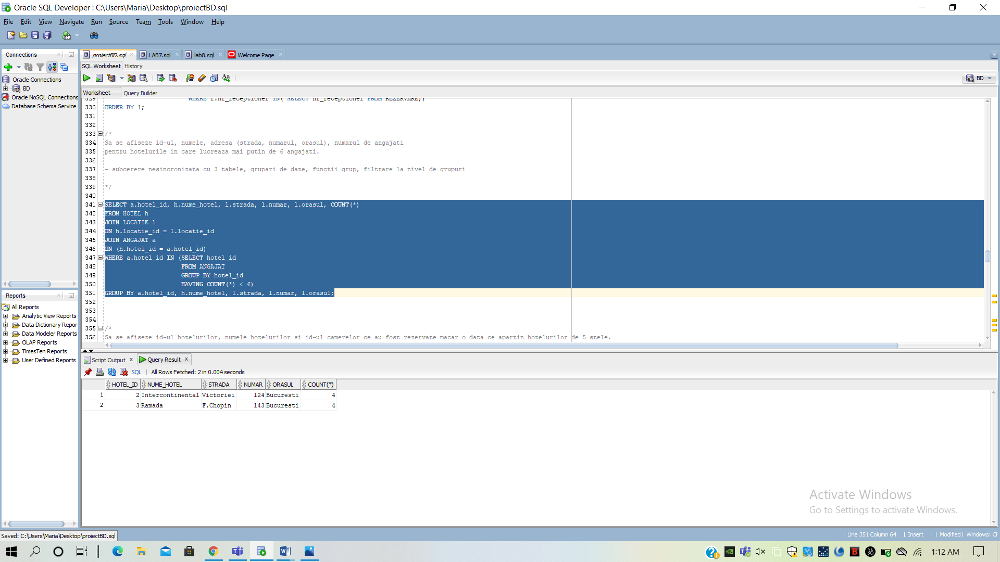 Oracle SQL Developer : C:\Users\Maria\Desktop\proiectBD.sql
File Edit View Navigate Run Source Team Tools Window Help
Connections
proiectBD.sql LAB7.sql lab8.sql Welcome Page
SQL Worksheet History
Oracle Connections
BD
Oracle NoSQL Connections
Database Schema Service
BD
Worksheet Query Builder
329 WHERE r.nr_receptioner IN( SELECT nr_receptioner FROM REZERVARE))
330 ORDER BY 1;
331
332
333 /*
334 Sa se afiseze id-ul, numele, adresa (strada, numarul, orasul), numarul de angajati
335 pentru hotelurile in care lucreaza mai putin de 6 angajati.
336
337 - subcerere nesincronizata cu 3 tabele, grupari de date, functii grup, filtrare la nivel de grupuri
338
339 */
340
341 SELECT a.hotel_id, h.nume_hotel, l.strada, l.numar, l.orasul, COUNT(*)
342 FROM HOTEL h
343 JOIN LOCATIE l
344 ON h.locatie_id = l.locatie_id
345 JOIN ANGAJAT a
346 ON (h.hotel_id = a.hotel_id)
347 WHERE a.hotel_id IN (SELECT hotel_id
348 FROM ANGAJAT
349 GROUP BY hotel_id
350 HAVING COUNT(*) < 6)
351 GROUP BY a.hotel_id, h.nume_hotel, l.strada, l.numar, l.orasul;
352
353
354
355 /*
356 Sa se afiseze id-ul hotelurilor, numele hotelurilor si id-ul camerelor ce au fost rezervate macar o data ce apartin hotelurilor de 5 stele.
Reports
All Reports
Analytic View Reports
Data Dictionary Repor
Data Modeler Reports
OLAP Reports
TimesTen Reports
User Defined Reports
Script Output Query Result
SQL | All Rows Fetched: 2 in 0.004 seconds
HOTEL_ID NUME_HOTEL STRADA NUMAR ORASUL COUNT(*)
1 2 Intercontinental Victoriei 124 Bucuresti 4
2 3 Ramada F.Chopin 143 Bucuresti 4
Activate Windows
Go to Settings to activate Windows.
Saved: C:\Users\Maria\Desktop\proiectBD.sql
| Line 351 Column 64 | Insert | Modified | Windows: CF
1:12 AM